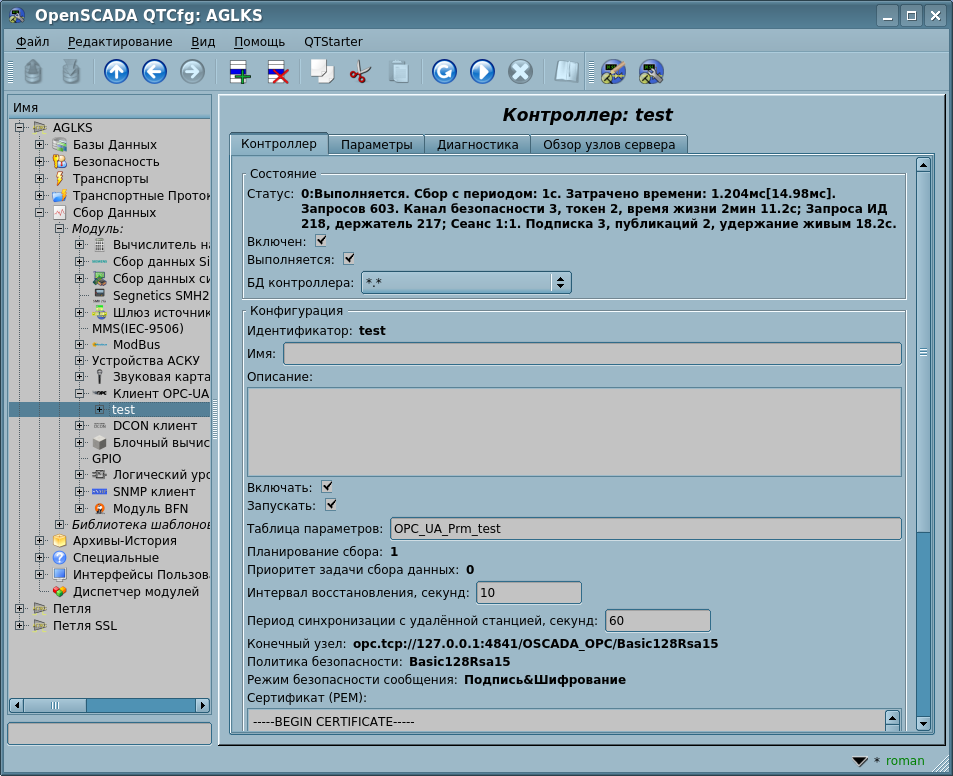 OpenSCADA QTCfg: AGLKS
Файл Редактирование Вид Помощь QTStarter
Имя
AGLKS
Базы Данных
Безопасность
Транспорты
Транспортные Проток
Сбор Данных
Модуль:
Вычислитель на
Сбор данных Si
Сбор данных си
Segnetics SMH2
Шлюз источник
MMS(IEC-9506)
ModBus
Устройства АСКУ
Звуковая карта
Клиент OPC-UA
test
DCON клиент
Блочный вычис
GPIO
Логический уро
SNMP клиент
Модуль BFN
Библиотека шаблонов
Архивы-История
Специальные
Интерфейсы Пользов
Диспетчер модулей
Петля
Петля SSL
Контроллер: test
Контроллер Параметры Диагностика Обзор узлов сервера
Состояние
Статус: 0:Выполняется. Сбор с периодом: 1с. Затрачено времени: 1.204мс[14.98мс].
Запросов 603. Канал безопасности 3, токен 2, время жизни 2мин 11.2с; Запроса ИД
218, держатель 217; Сеанс 1:1. Подписка 3, публикаций 2, удержание живым 18.2с.
Включен:
Выполняется:
БД контроллера: *.*
Конфигурация
Идентификатор: test
Имя:
Описание:
Включать:
Запускать:
Таблица параметров: OPC_UA_Prm_test
Планирование сбора: 1
Приоритет задачи сбора данных: 0
Интервал восстановления, секунд: 10
Период синхронизации с удалённой станцией, секунд: 60
Конечный узел: opc.tcp://127.0.0.1:4841/OSCADA_OPC/Basic128Rsa15
Политика безопасности: Basic128Rsa15
Режим безопасности сообщения: Подпись&Шифрование
Сертификат (PEM):
-----BEGIN CERTIFICATE-----
* roman